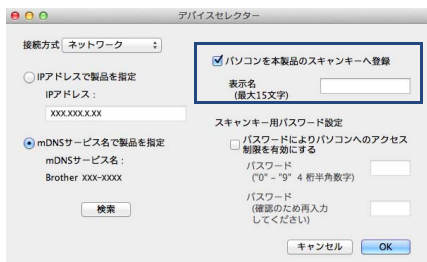 デバイスセレクター
接続方式 ネットワーク
IPアドレスで製品を指定
IPアドレス：
XXX.XXX.X.XX
mDNSサービス名で製品を指定
mDNSサービス名：
Brother XXX-XXXX
検索
パソコンを本製品のスキャンキーへ登録
表示名
(最大15文字)
スキャンキー用パスワード設定
パスワードによりパソコンへのアクセス
制限を有効にする
パスワード
("0" – "9" 4 桁半角数字)
パスワード
(確認のため再入力
してください)
キャンセル
OK